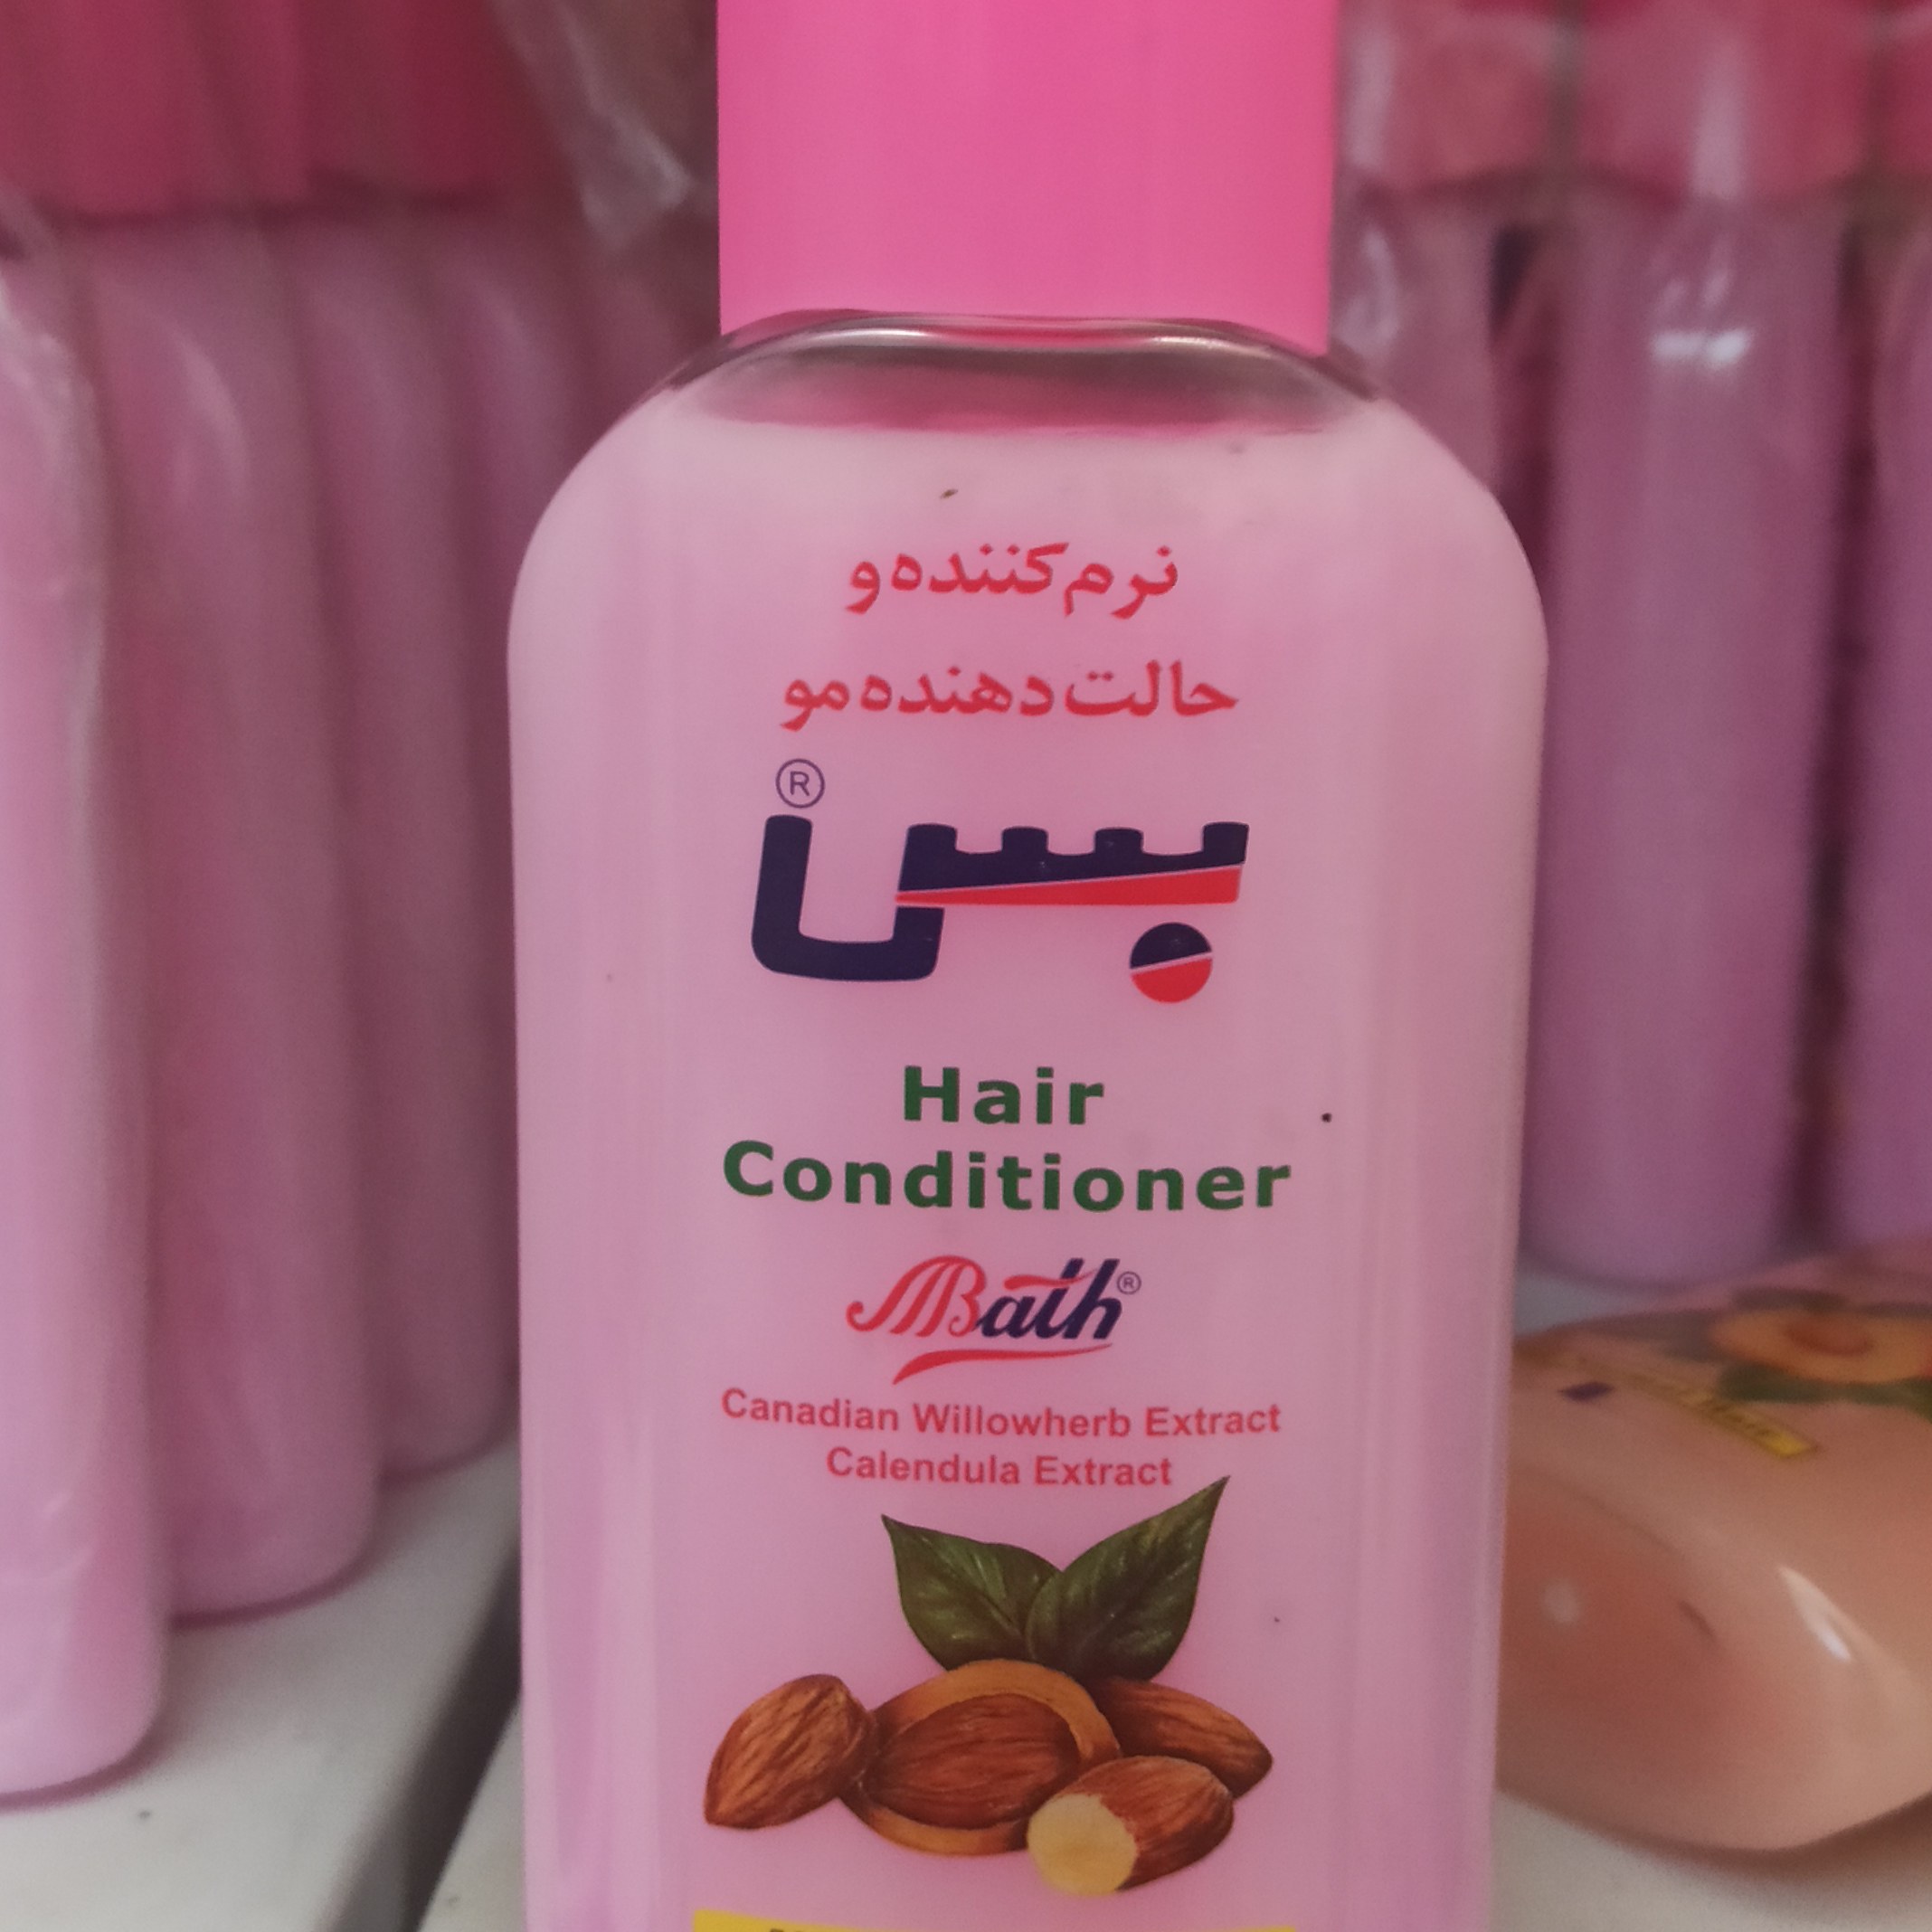 نرم‌کننده و
حالت‌دهنده مو
بس ®
Hair
Conditioner
Bath®
Canadian Willowherb Extract
Calendula Extract